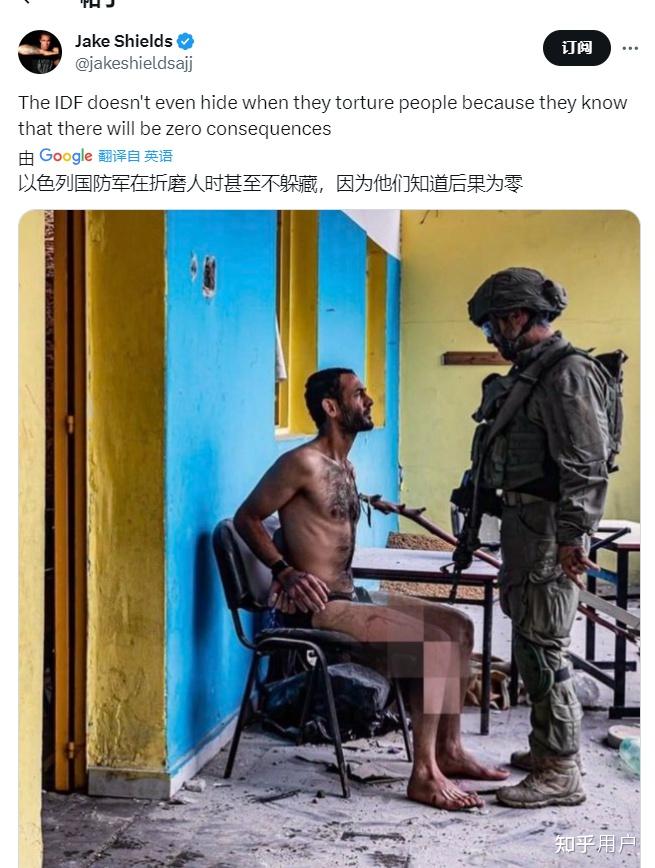 帖子
Jake Shields
@jakeshieldsajj
订阅
The IDF doesn't even hide when they torture people because they know
that there will be zero consequences
由 Google 翻译自 英语
以色列国防军在折磨人时甚至不躲藏，因为他们知道后果为零
知乎用户